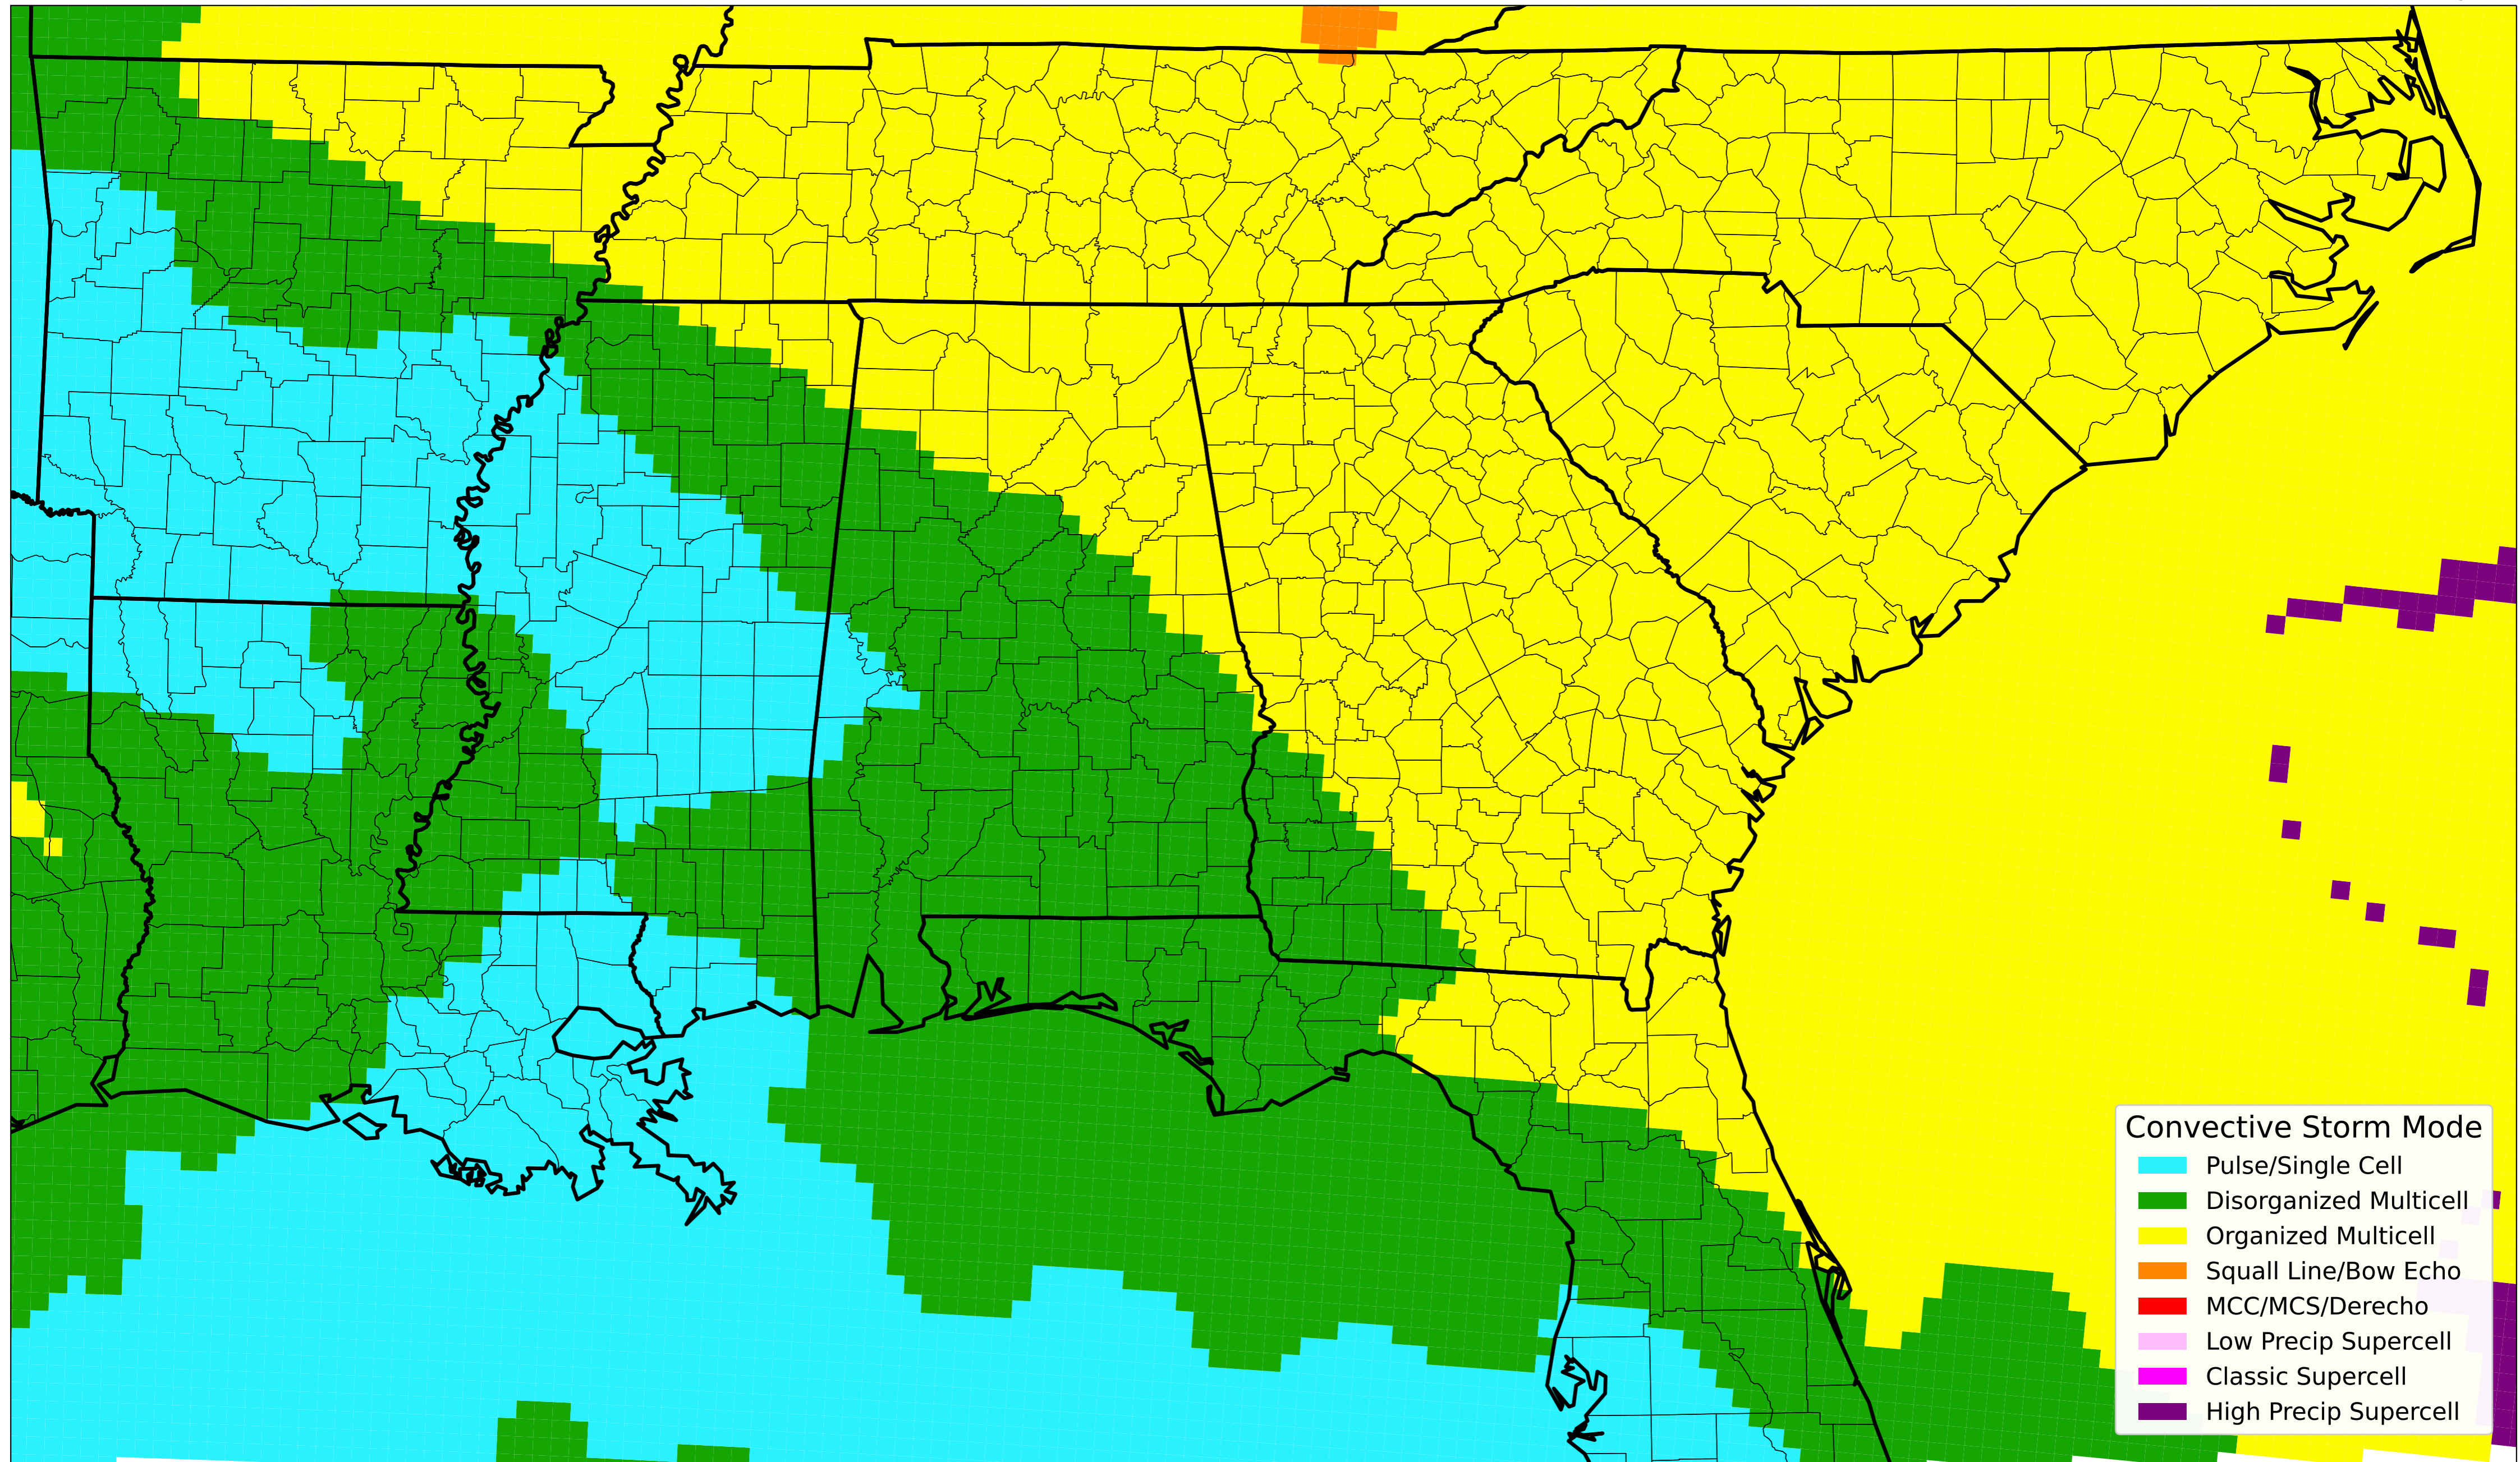 Convective Storm Mode
Pulse/Single Cell
Disorganized Multicell
Organized Multicell
Squall Line/Bow Echo
MCC/MCS/Derecho
Low Precip Supercell
Classic Supercell
High Precip Supercell